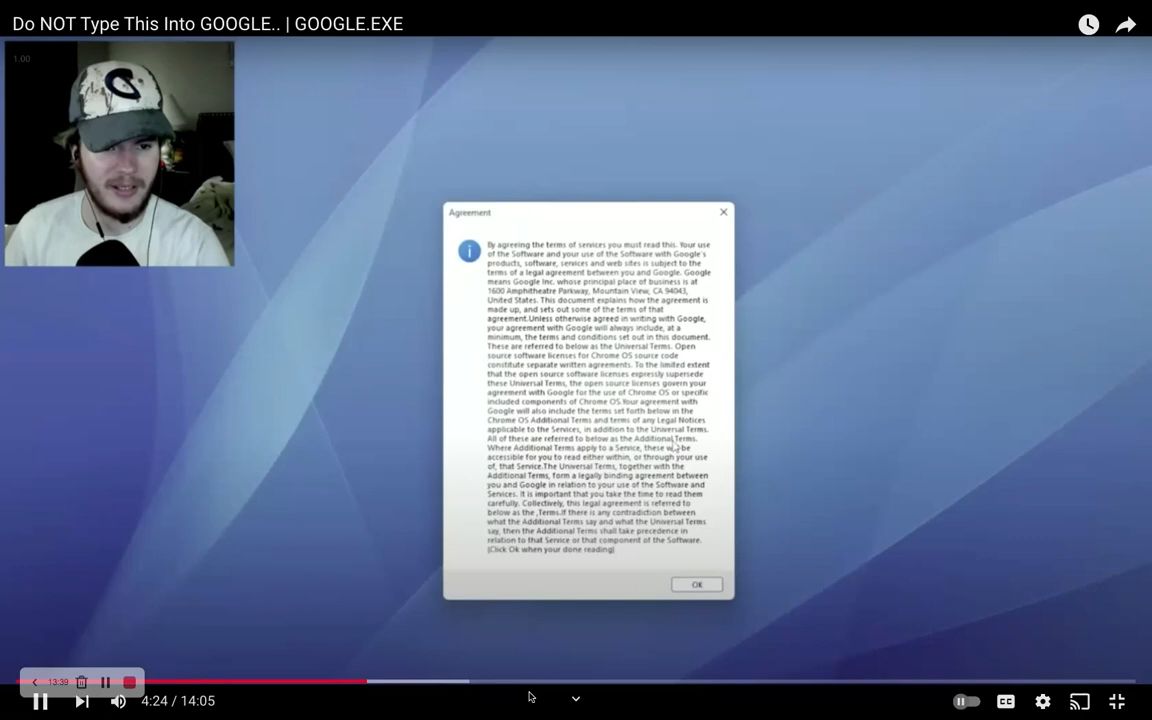 Do NOT Type This Into GOOGLE.. | GOOGLE.EXE
1.00
Agreement
By agreeing the terms of services you must read this. Your use
of the Software and your use of the Software with Google's
products, software, services and web sites is subject to the
terms of a legal agreement between you and Google. Google
means Google Inc. whose principal place of business is at
1600 Amphitheatre Parkway, Mountain View, CA 94043,
United States. This document explains how the agreement is
made up, and sets out some of the terms of that
agreement.Unless otherwise agreed in writing with Google,
your agreement with Google will always include, at a
minimum, the terms and conditions set out in this document.
These are referred to below as the Universal Terms. Open
source software licenses for Chrome OS source code
constitute separate written agreements. To the limited extent
that the open source software licenses expressly supersede
these Universal Terms, the open source licenses govern your
agreement with Google for the use of Chrome OS or specific
included components of Chrome OS.Your agreement with
Google will also include the terms set forth below in the
Chrome OS Additional Terms and terms of any Legal Notices
applicable to the Services, in addition to the Universal Terms.
All of these are referred to below as the Additional Terms.
Where Additional Terms apply to a Service, these will be
accessible for you to read either within, or through your use
of, that Service.The Universal Terms, together with the
Additional Terms, form a legally binding agreement between
you and Google in relation to your use of the Software and
Services. It is important that you take the time to read them
carefully. Collectively, this legal agreement is referred to
below as the ,Terms.If there is any contradiction between
what the Additional Terms say and what the Universal Terms
say, then the Additional Terms shall take precedence in
relation to that Service or that component of the Software.
(Click Ok when your done reading)
OK
13:39
4:24 / 14:05
CC